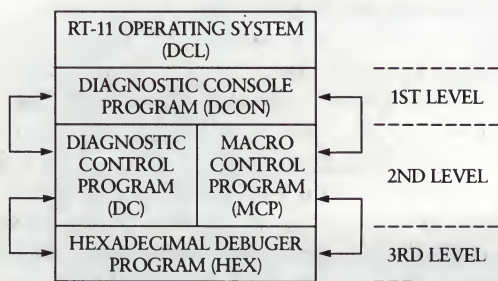 RT-11 OPERATING SYSTEM
(DCL)
DIAGNOSTIC CONSOLE
PROGRAM (DCON)
1ST LEVEL
DIAGNOSTIC
CONTROL
PROGRAM
(DC)
MACRO
CONTROL
PROGRAM
(MCP)
2ND LEVEL
HEXADECIMAL DEBUGER
PROGRAM (HEX)
3RD LEVEL